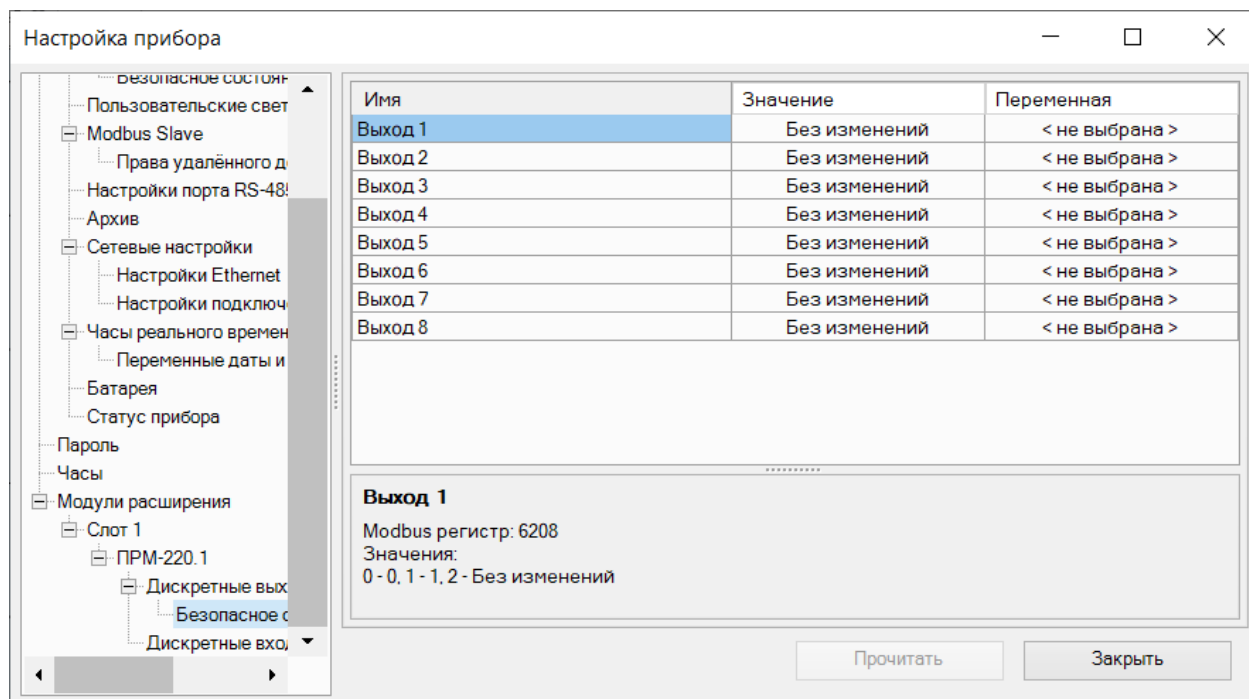 Настройка прибора
Безопасное состоян
Пользовательские свет
Modbus Slave
Права удалённого д
Настройки порта RS-48
Архив
Сетевые настройки
Настройки Ethernet
Настройки подключ
Часы реального времен
Переменные даты и
Батарея
Статус прибора
Пароль
Часы
Модули расширения
Слот 1
ПРМ-220.1
Дискретные вых
Безопасное с
Дискретные вхо
Имя Значение Переменная
Выход 1 Без изменений < не выбрана >
Выход 2 Без изменений < не выбрана >
Выход 3 Без изменений < не выбрана >
Выход 4 Без изменений < не выбрана >
Выход 5 Без изменений < не выбрана >
Выход 6 Без изменений < не выбрана >
Выход 7 Без изменений < не выбрана >
Выход 8 Без изменений < не выбрана >
Выход 1
Modbus регистр: 6208
Значения:
0 - 0, 1 - 1, 2 - Без изменений
Прочитать Закрыть